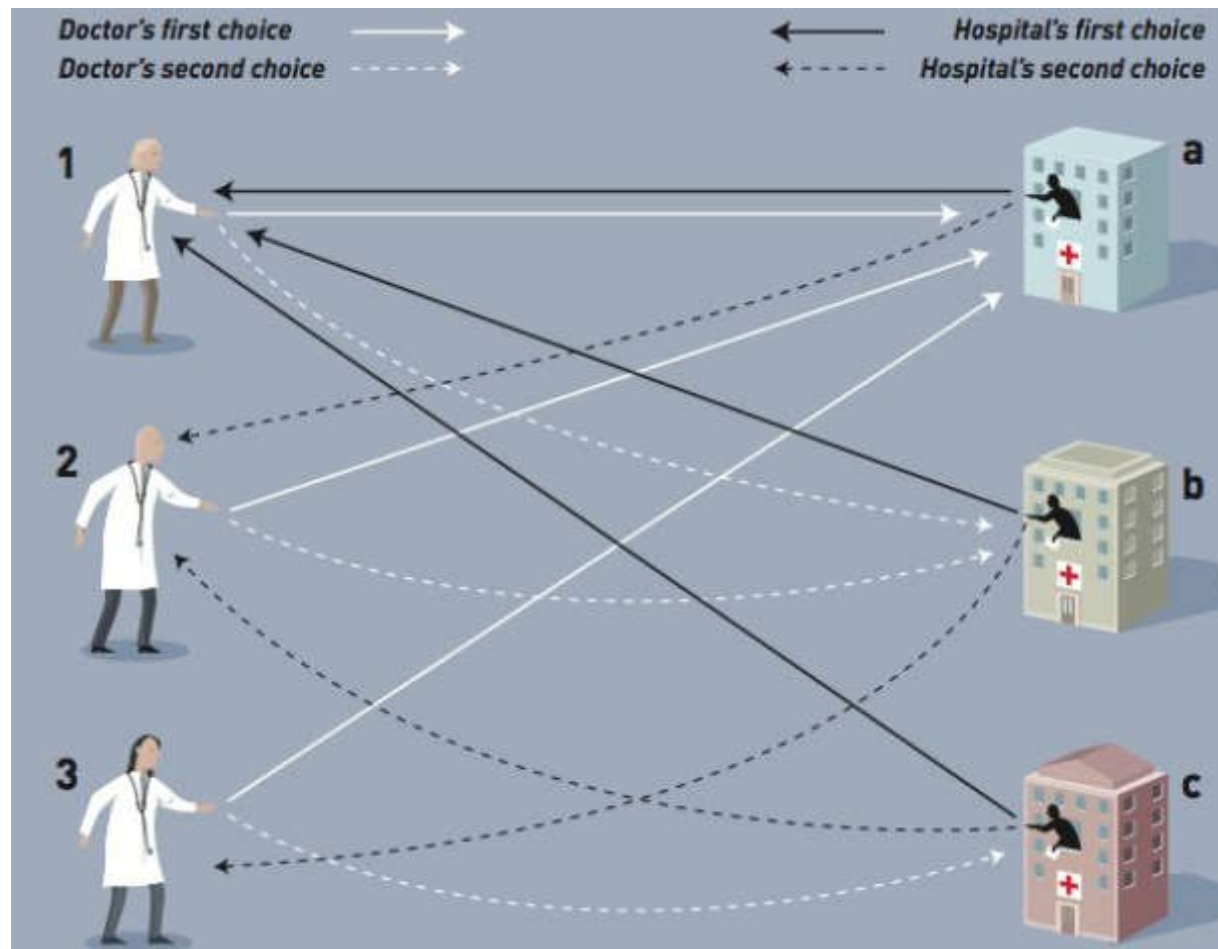 Doctor's first choice
Hospital's first choice
Doctor's second choice
Hospital's second choice
1
a
2
b
3
c